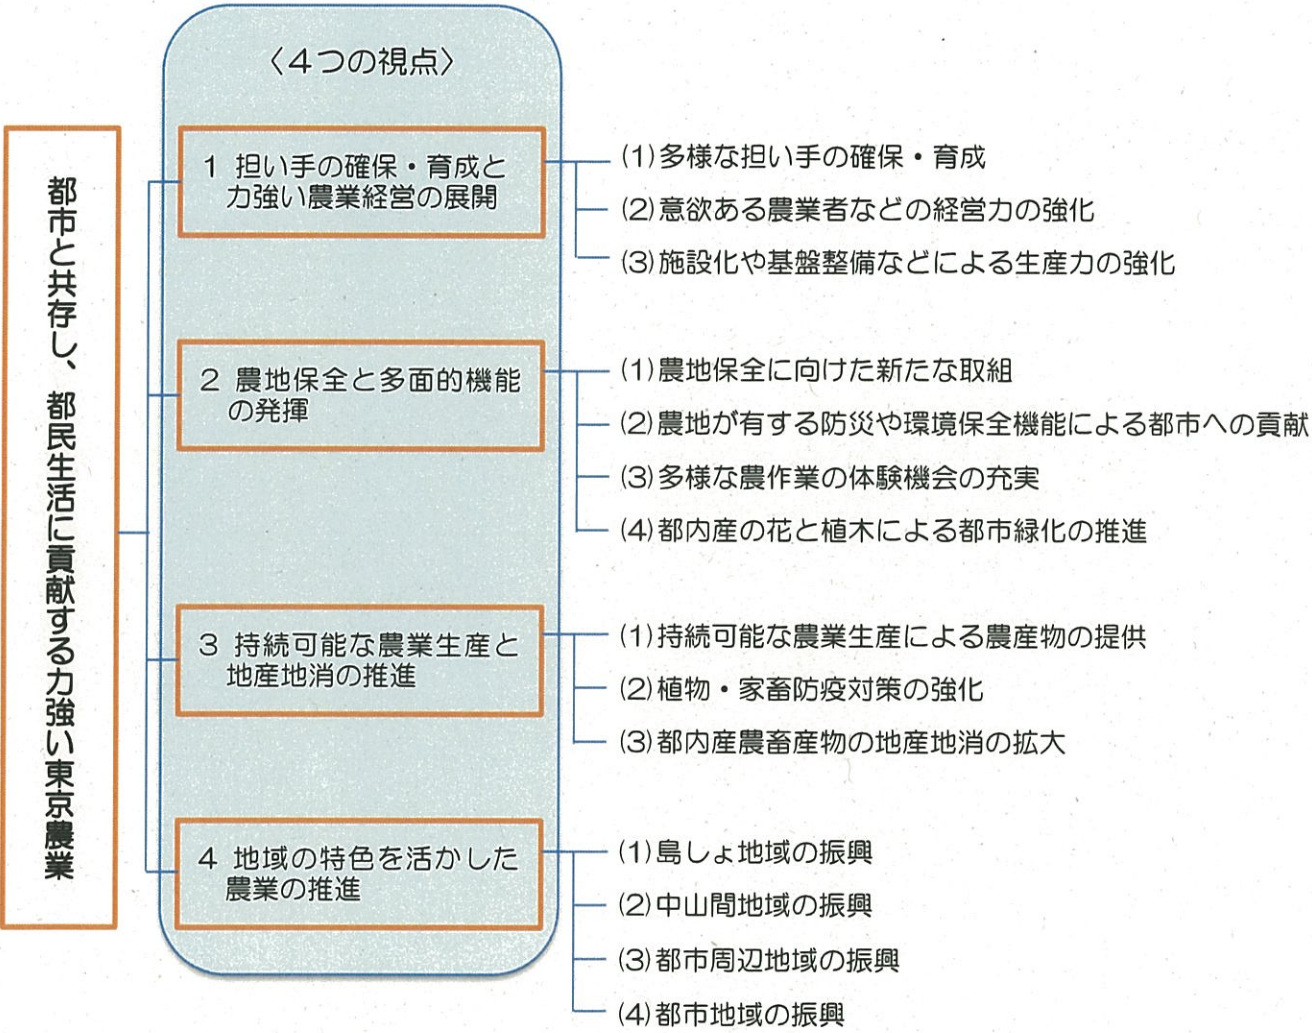 都市と共存し、都民生活に貢献する力強い東京農業
〈4つの視点〉
1 担い手の確保・育成と
力強い農業経営の展開
(1)多様な担い手の確保・育成
(2)意欲ある農業者などの経営力の強化
(3)施設化や基盤整備などによる生産力の強化
2 農地保全と多面的機能
の発揮
(1)農地保全に向けた新たな取組
(2)農地が有する防災や環境保全機能による都市への貢献
(3)多様な農作業の体験機会の充実
(4)都内産の花と植木による都市緑化の推進
3 持続可能な農業生産と
地産地消の推進
(1)持続可能な農業生産による農産物の提供
(2)植物・家畜防疫対策の強化
(3)都内産農畜産物の地産地消の拡大
4 地域の特色を活かした
農業の推進
(1)島しょ地域の振興
(2)中山間地域の振興
(3)都市周辺地域の振興
(4)都市地域の振興